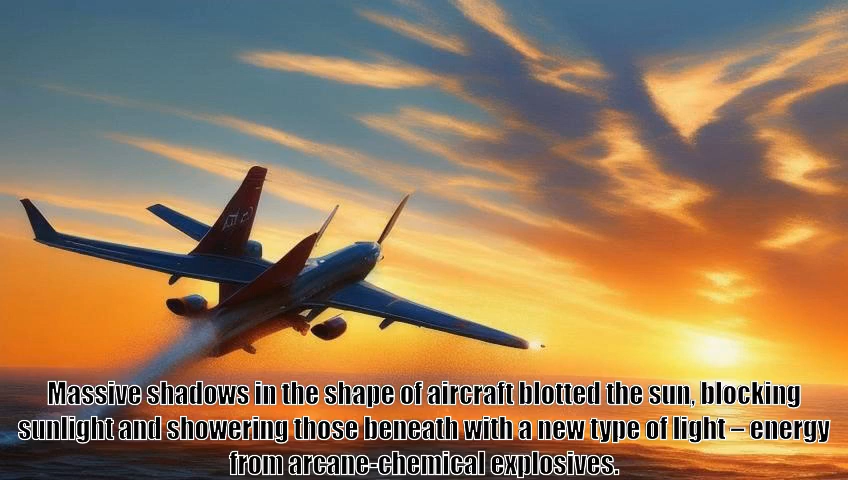 Massive shadows in the shape of aircraft blotted the sun, blocking
sunlight and showering those beneath with a new type of light – energy
from arcane-chemical explosives.